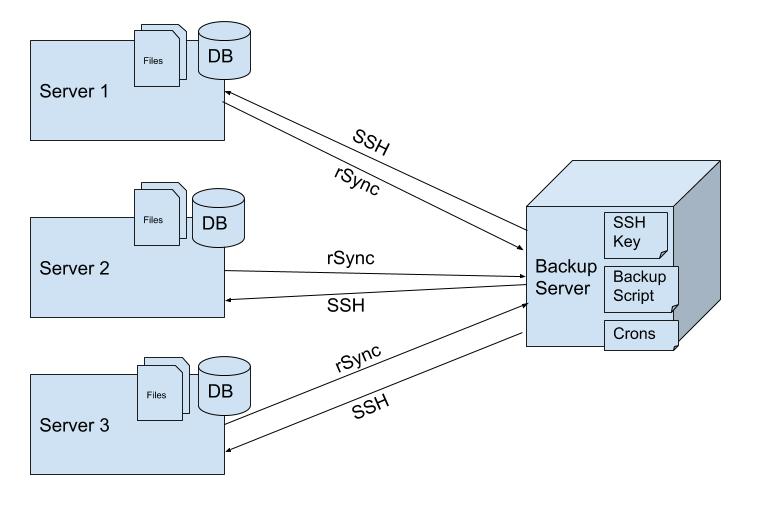 Files
DB
Server 1
SSH
rSync
Files
DB
Server 2
rSync
SSH
Files
DB
Server 3
rSync
SSH
Backup
Server
SSH
Key
Backup
Script
Crons